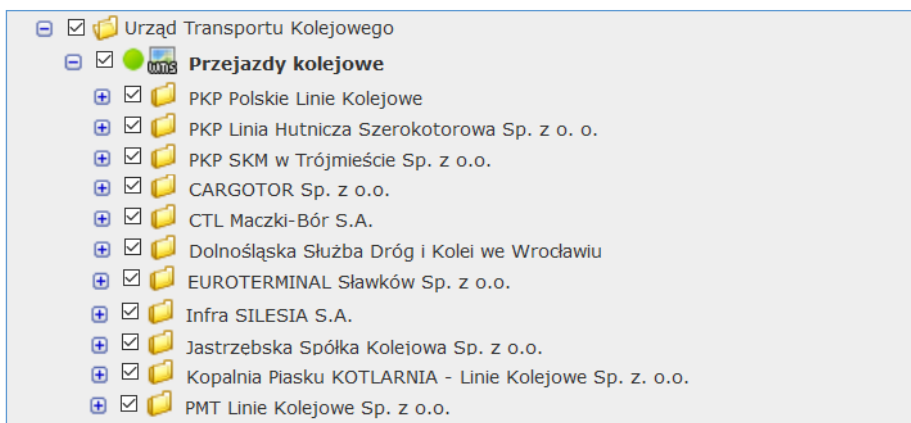 Urząd Transportu Kolejowego
wms Przejazdy kolejowe
PKP Polskie Linie Kolejowe
PKP Linia Hutnicza Szerokotorowa Sp. z o. o.
PKP SKM w Trójmieście Sp. z o.o.
CARGOTOR Sp. z o.o.
CTL Maczki-Bór S.A.
Dolnośląska Służba Dróg i Kolei we Wrocławiu
EUROTERMINAL Sławków Sp. z o.o.
Infra SILESIA S.A.
Jastrzębska Spółka Kolejowa Sp. z o.o.
Kopalnia Piasku KOTLARNIA - Linie Kolejowe Sp. z. o.o.
PMT Linie Kolejowe Sp. z o.o.